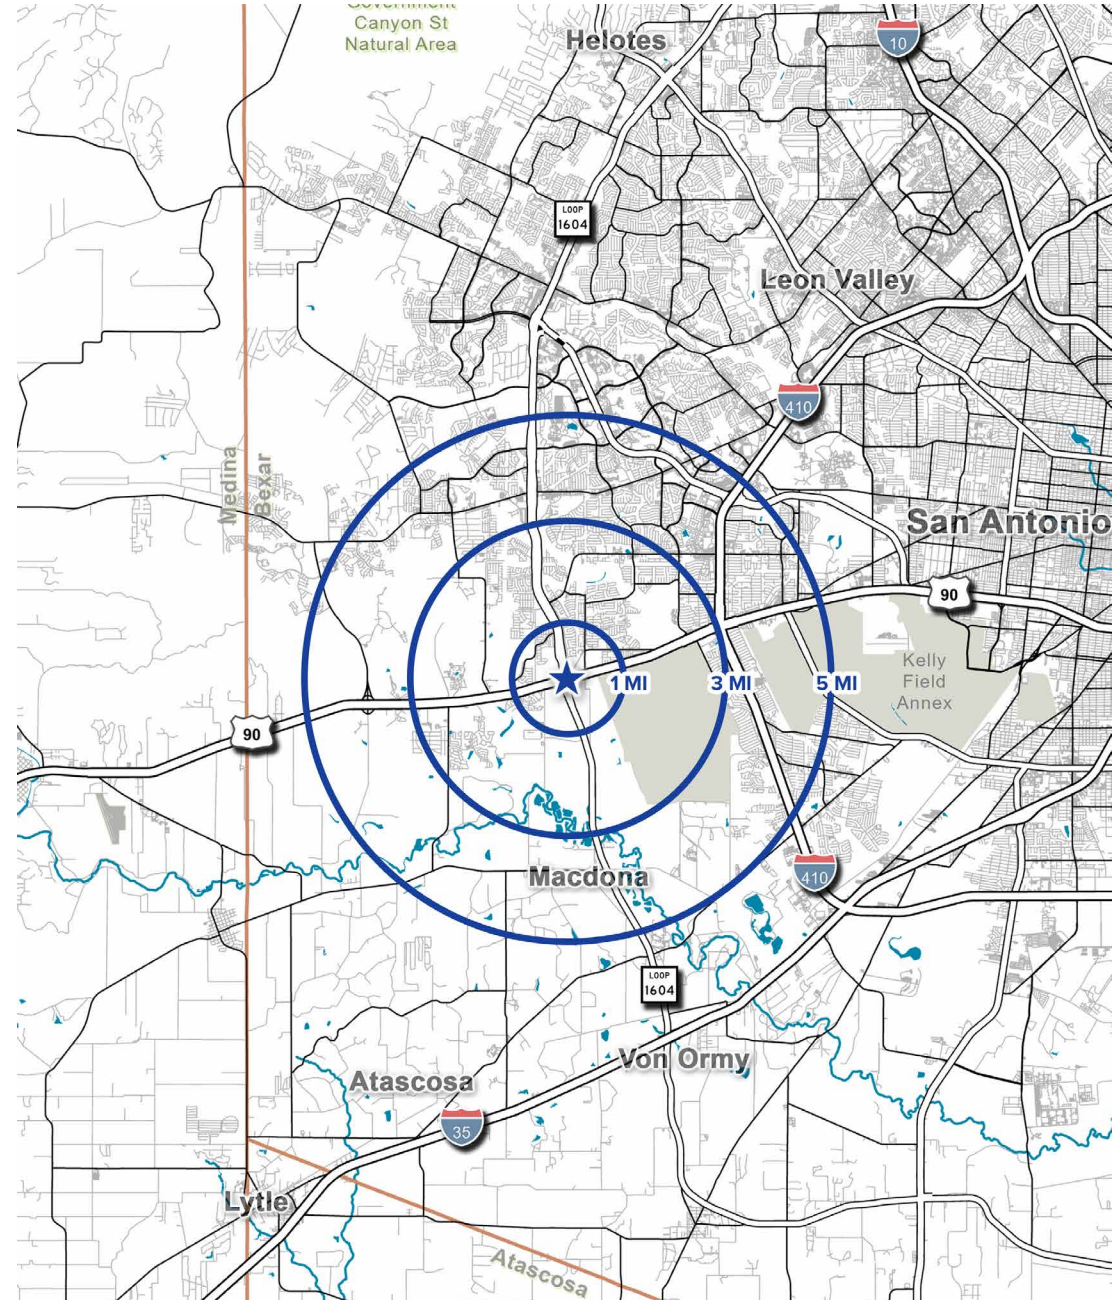 Government
Canyon St
Natural Area
Helotes
10
LOOP
1604
Leon Valley
410
Medina
Bexar
San Antonio
90
Kelly
Field
Annex
1 MI
3 MI
5 MI
90
Macdona
410
LOOP
1604
Von Ormy
Atascosa
35
Lytle
Atascosa